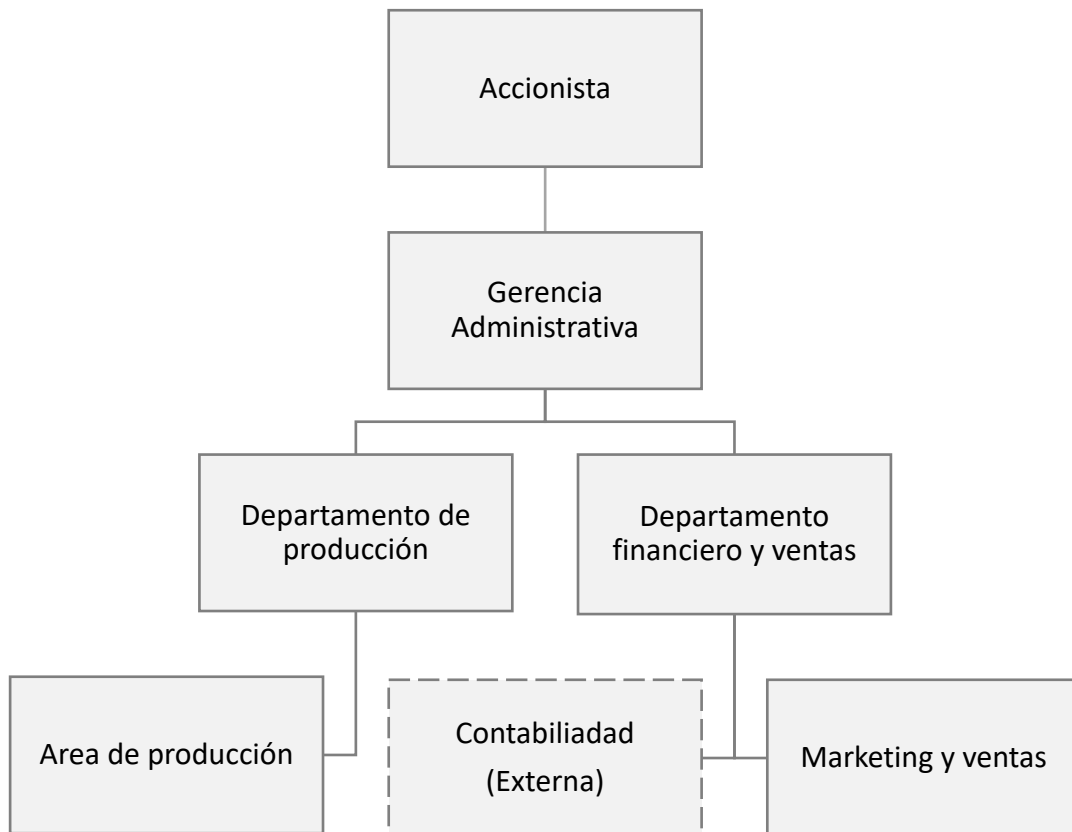 Accionista
Gerencia
Administrativa
Departamento de
producción
Departamento
financiero y ventas
Area de producción
Contabiliadad
(Externa)
Marketing y ventas